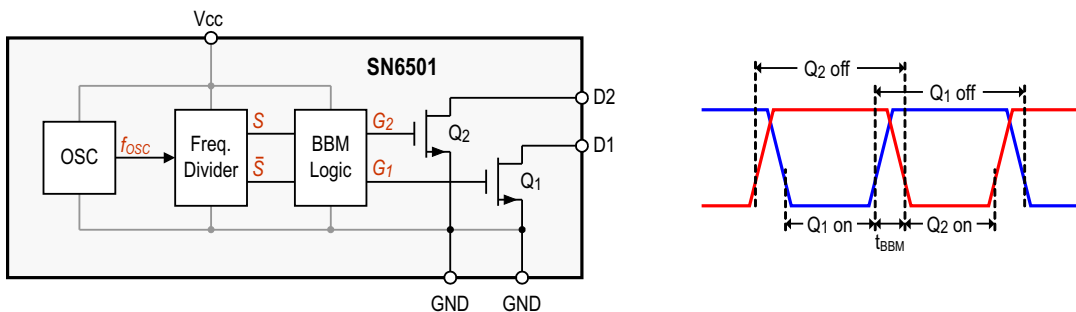 Vcc
SN6501
OSC
fOSC
Freq.
Divider
S
S̄
BBM
Logic
G2
G1
Q2
Q1
D2
D1
GND
GND
Q2 off
Q1 off
Q1 on
tBBM
Q2 on